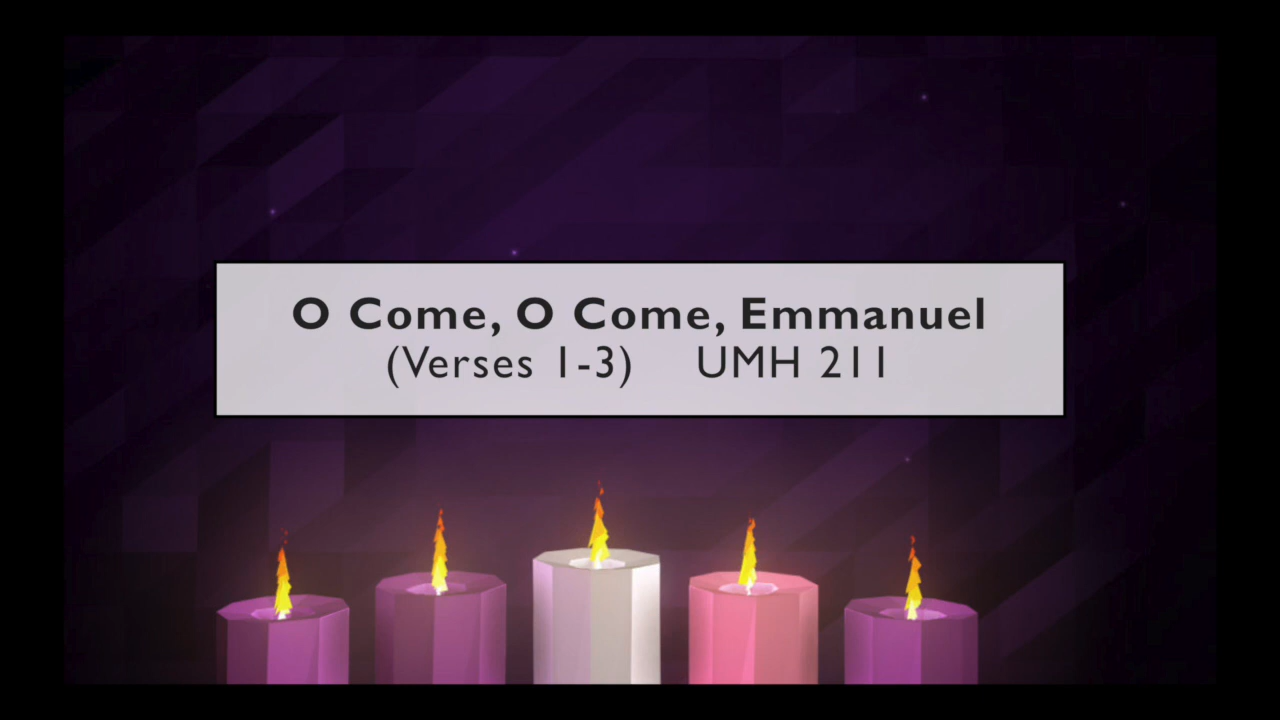 O Come, O Come, Emmanuel
(Verses 1-3) UMH 211